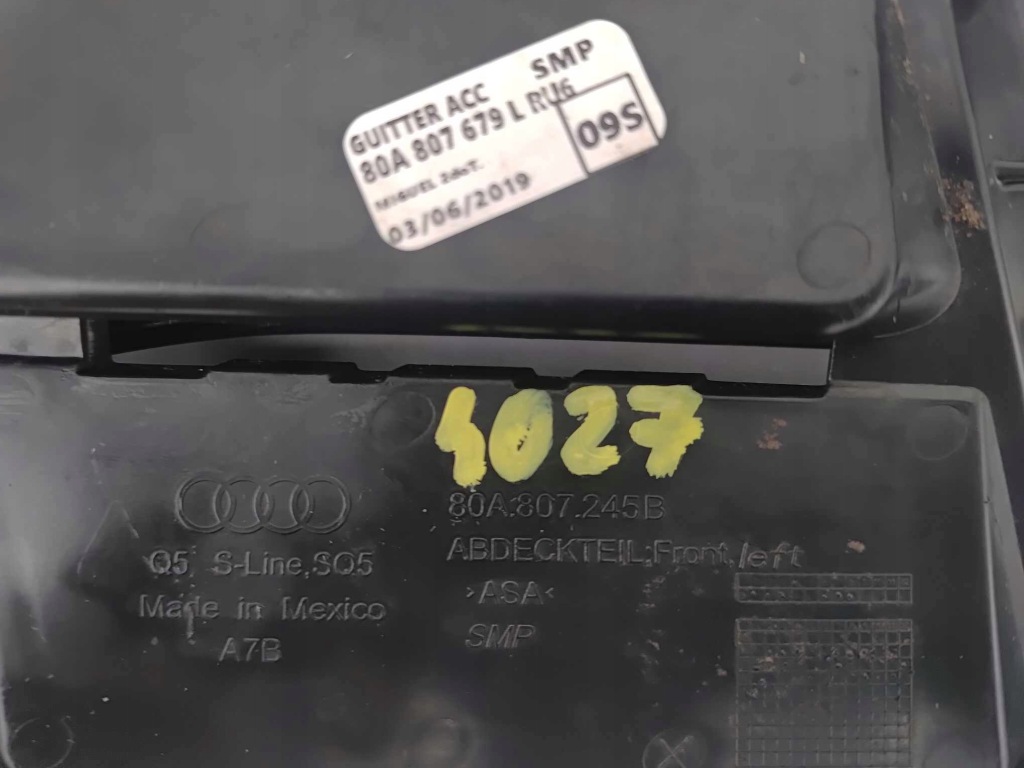 SMP
GUITTER ACC
80A 807 679 L RU6
09S
MIGUEL
03/06/2019
4027
80A.807.245B
Q5 S-Line,SQ5
ABDECKTEIL;Front,left
>ASA<
Made in Mexico
SMP
A7B